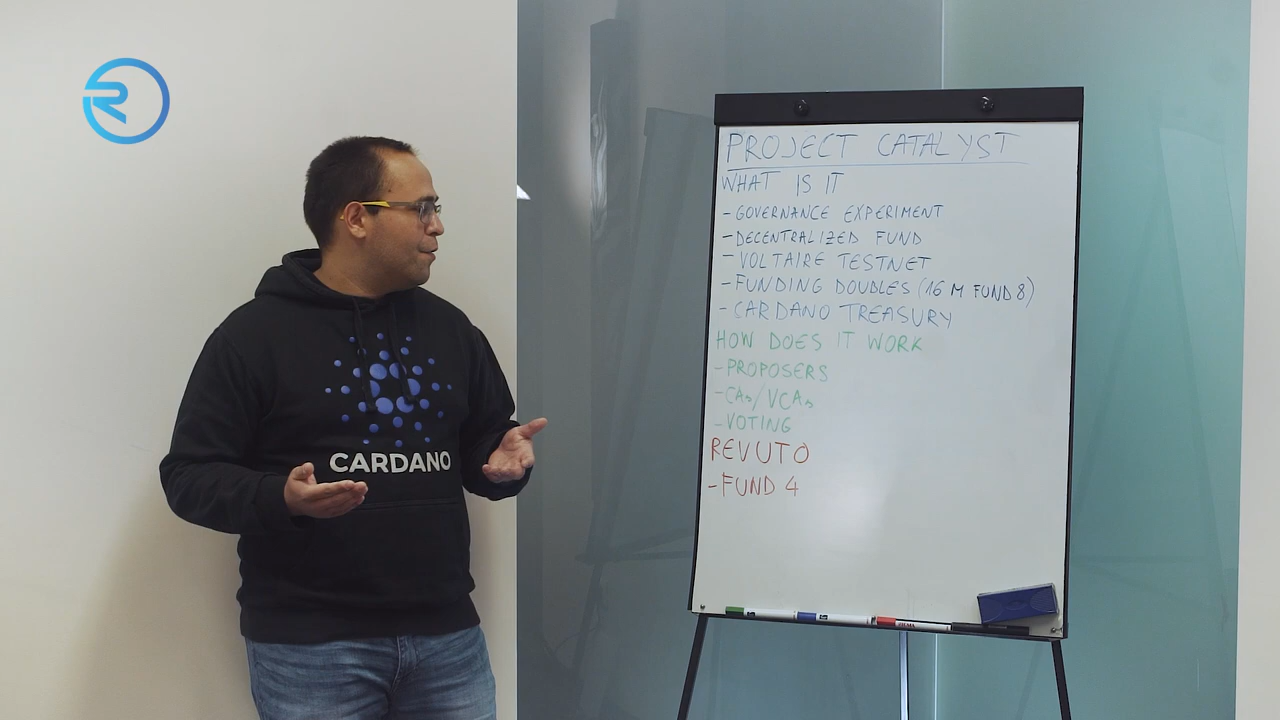 PROJECT CATALYST
WHAT IS IT
- GOVERNANCE EXPERIMENT
- DECENTRALIZED FUND
- VOLTAIRE TESTNET
- FUNDING DOUBLES (16 M FUND 8)
- CARDANO TREASURY
HOW DOES IT WORK
- PROPOSERS
- CAs/VCAs
- VOTING
REVUTO
- FUND 4
CARDANO